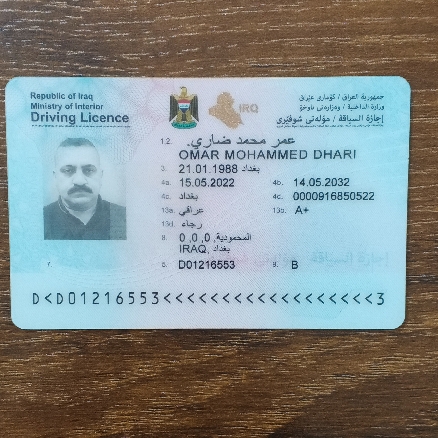 Republic of Iraq
Ministry of Interior
Driving Licence
IRQ
جمهورية العراق / كۆماری عێراق
وزارة الداخلية / وەزارەتی ناوخۆ
إجازة السياقة / مۆڵەتی شوفێری
1.2. عمر محمد ضاري.
OMAR MOHAMMED DHARI
3. 21.01.1988 بغداد
4a. 15.05.2022 4b. 14.05.2032
4c. بغداد 4d. 0000916850522
13a. عراقي 13b. A+
13d. رجاء
8. المحمودية, 0, 0, 0
IRAQ, بغداد
7. 5. D01216553 9. B
إجازة السياقة
D<D01216553<<<<<<<<<<<<<<<<<<<3